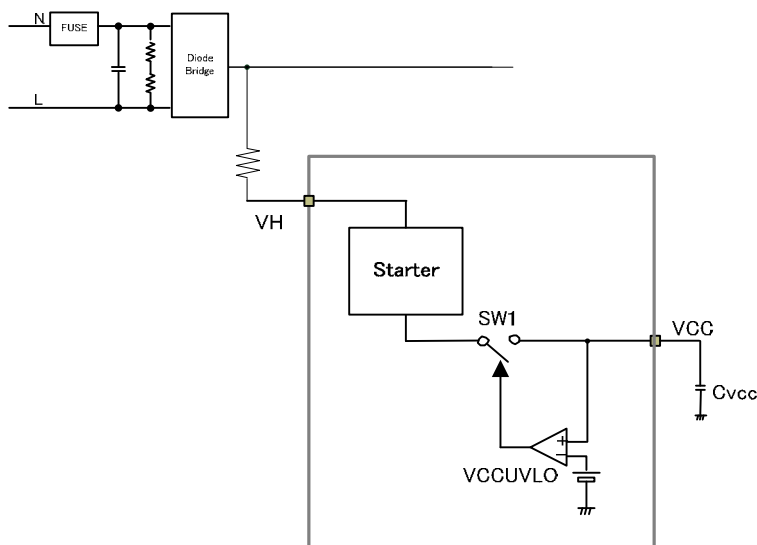 N
FUSE
Diode
Bridge
L
VH
Starter
SW1
VCC
Cvcc
+
−
VCCUVLO